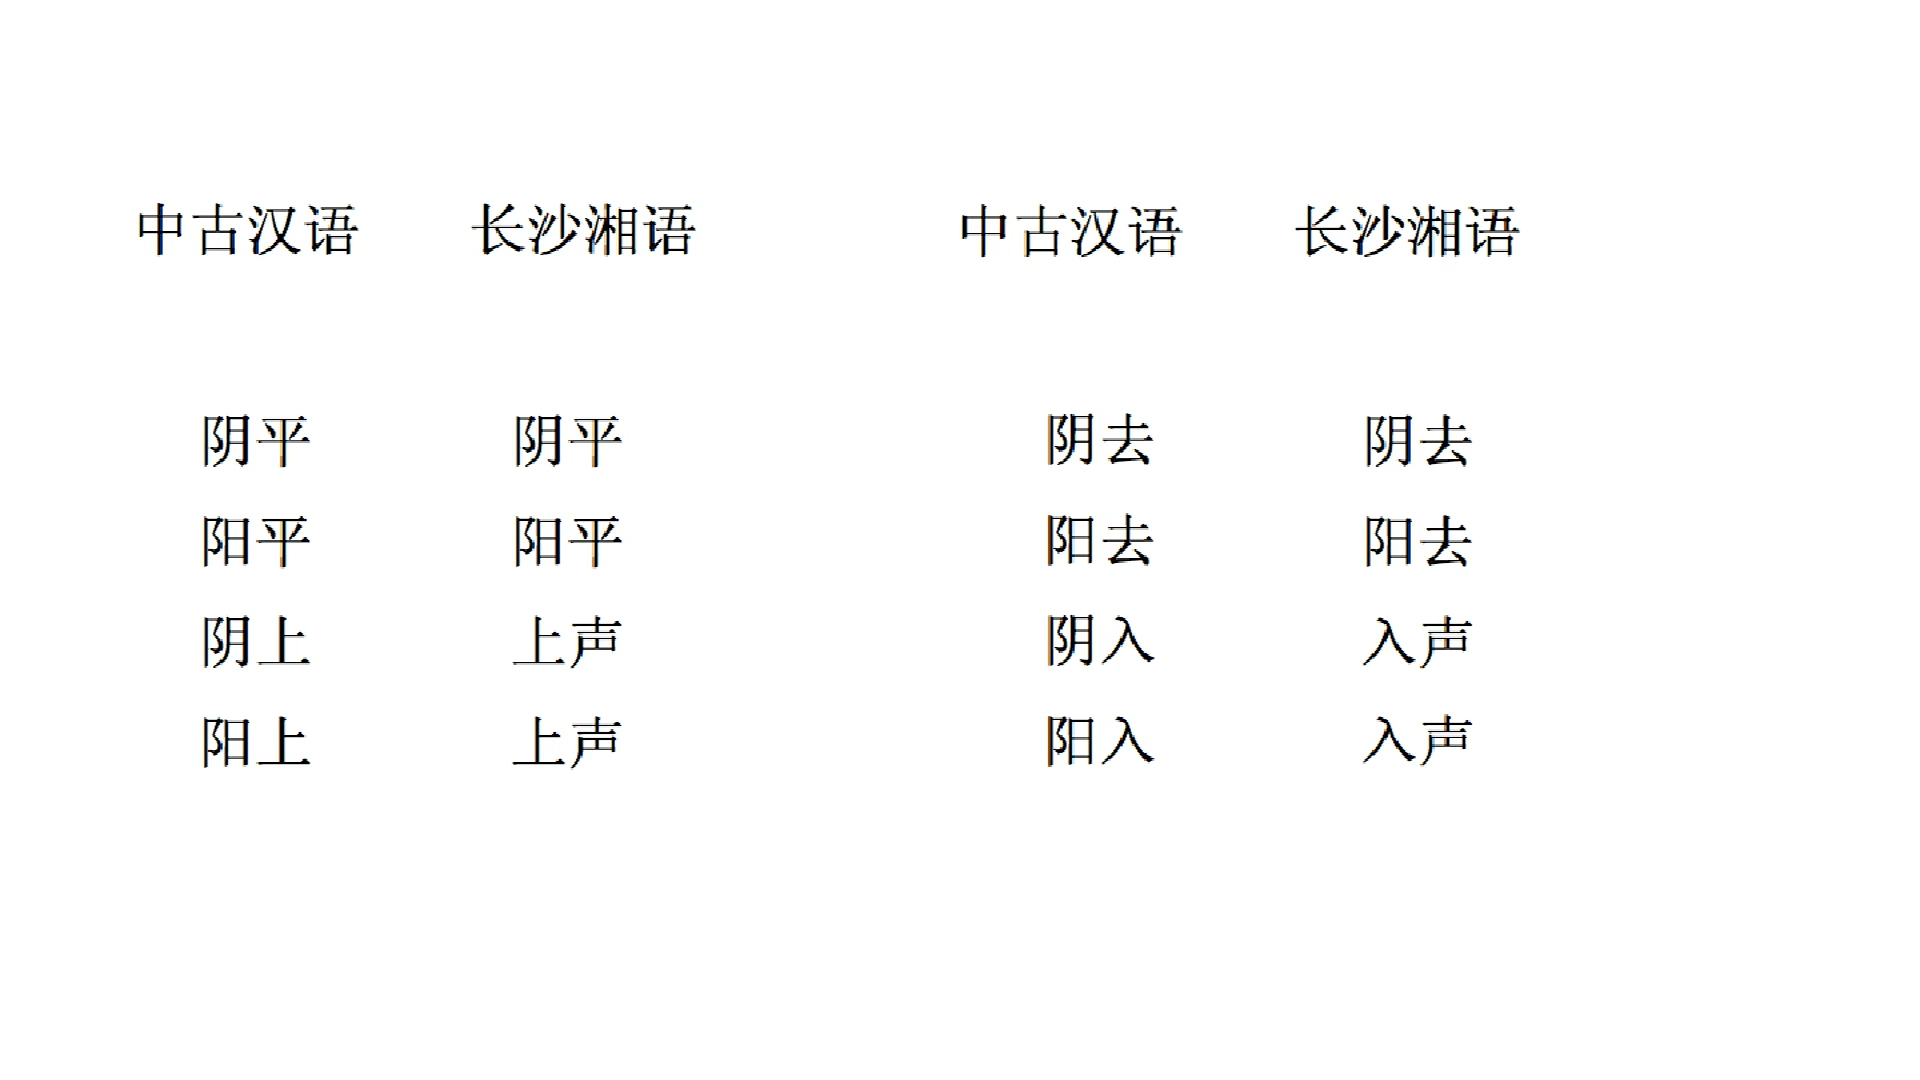 中古汉语 长沙湘语 中古汉语 长沙湘语
阴平 阴平 阴去 阴去
阳平 阳平 阳去 阳去
阴上 上声 阴入 入声
阳上 上声 阳入 入声